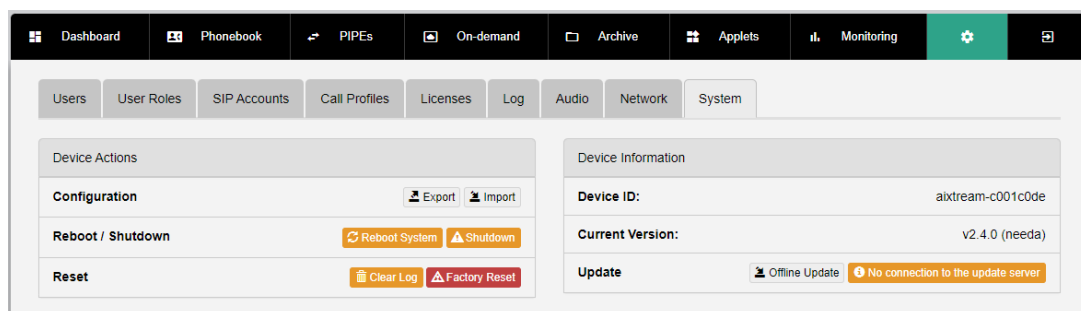 Dashboard Phonebook PIPEs On-demand Archive Applets Monitoring
Users User Roles SIP Accounts Call Profiles Licenses Log Audio Network System
Device Actions
Configuration Export Import
Reboot / Shutdown Reboot System Shutdown
Reset Clear Log Factory Reset
Device Information
Device ID: aixtream-c001c0de
Current Version: v2.4.0 (needa)
Update Offline Update No connection to the update server